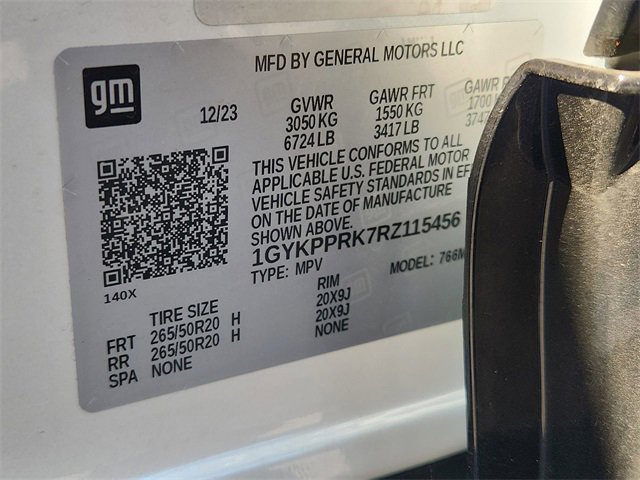 MFD BY GENERAL MOTORS LLC
gm
12/23
GVWR GAWR FRT GAWR
3050 KG 1550 KG 1700
6724 LB 3417 LB
THIS VEHICLE CONFORMS TO ALL
APPLICABLE U.S. FEDERAL MOTOR
VEHICLE SAFETY STANDARDS IN
ON THE DATE OF MANUFACTURE
SHOWN ABOVE.
1GYKPPRK7RZ115456
TYPE: MPV MODEL:
140X
TIRE SIZE RIM
FRT 265/50R20 H 20X9J
RR 265/50R20 H 20X9J
SPA NONE NONE